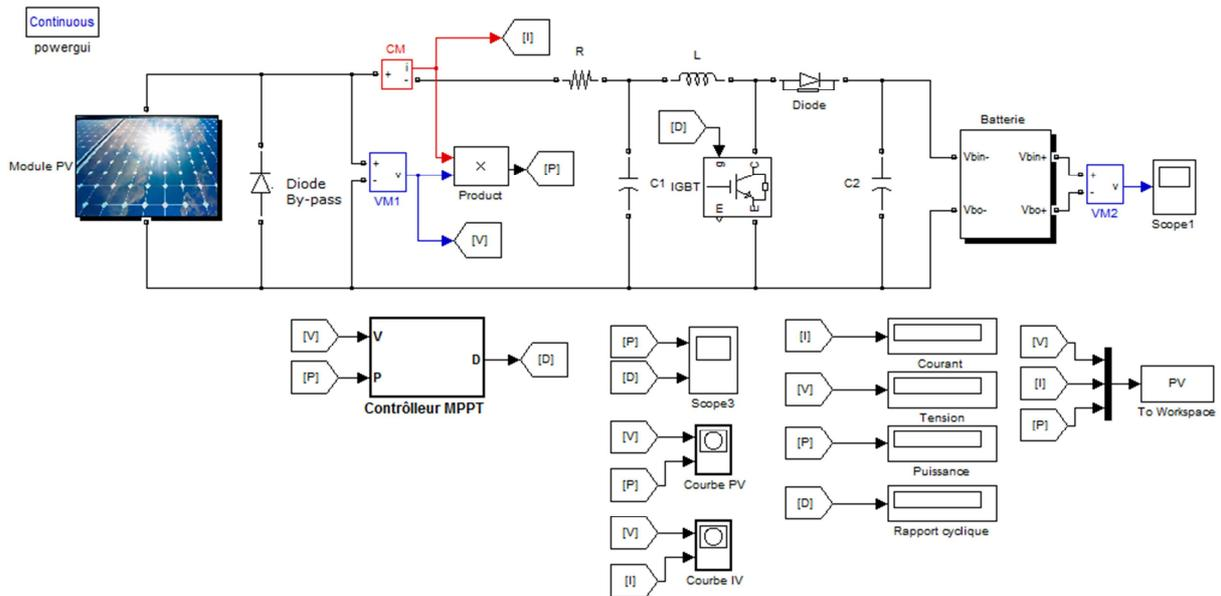 Continuous
powergui
CM
i
+
-
[I]
R
L
Diode
Module PV
Diode
By-pass
+
-
v
VM1
×
Product
[P]
[V]
C1
[D]
g
C
E
E
IGBT
C2
Batterie
Vbin-
Vbo-
Vbin+
Vbo+
+
-
v
VM2
Scope1
[V]
[P]
V
P
D
Contrôlleur MPPT
[D]
[P]
[D]
Scope3
[V]
[P]
Courbe PV
[V]
[I]
Courbe IV
[I]
Courant
[V]
Tension
[P]
Puissance
[D]
Rapport cyclique
[V]
[I]
[P]
PV
To Workspace